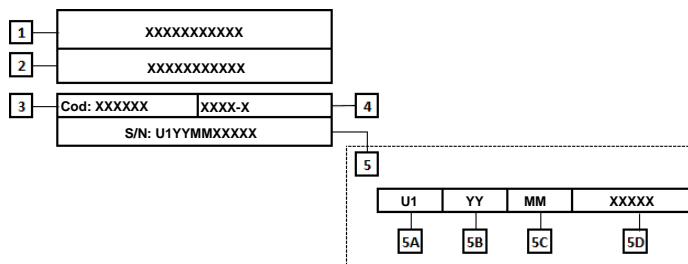 1 XXXXXXXXXXX
2 XXXXXXXXXXX
3 Cod: XXXXXX XXXX-X 4
S/N: U1YYMMXXXXX
5
U1 YY MM XXXXX
5A 5B 5C 5D